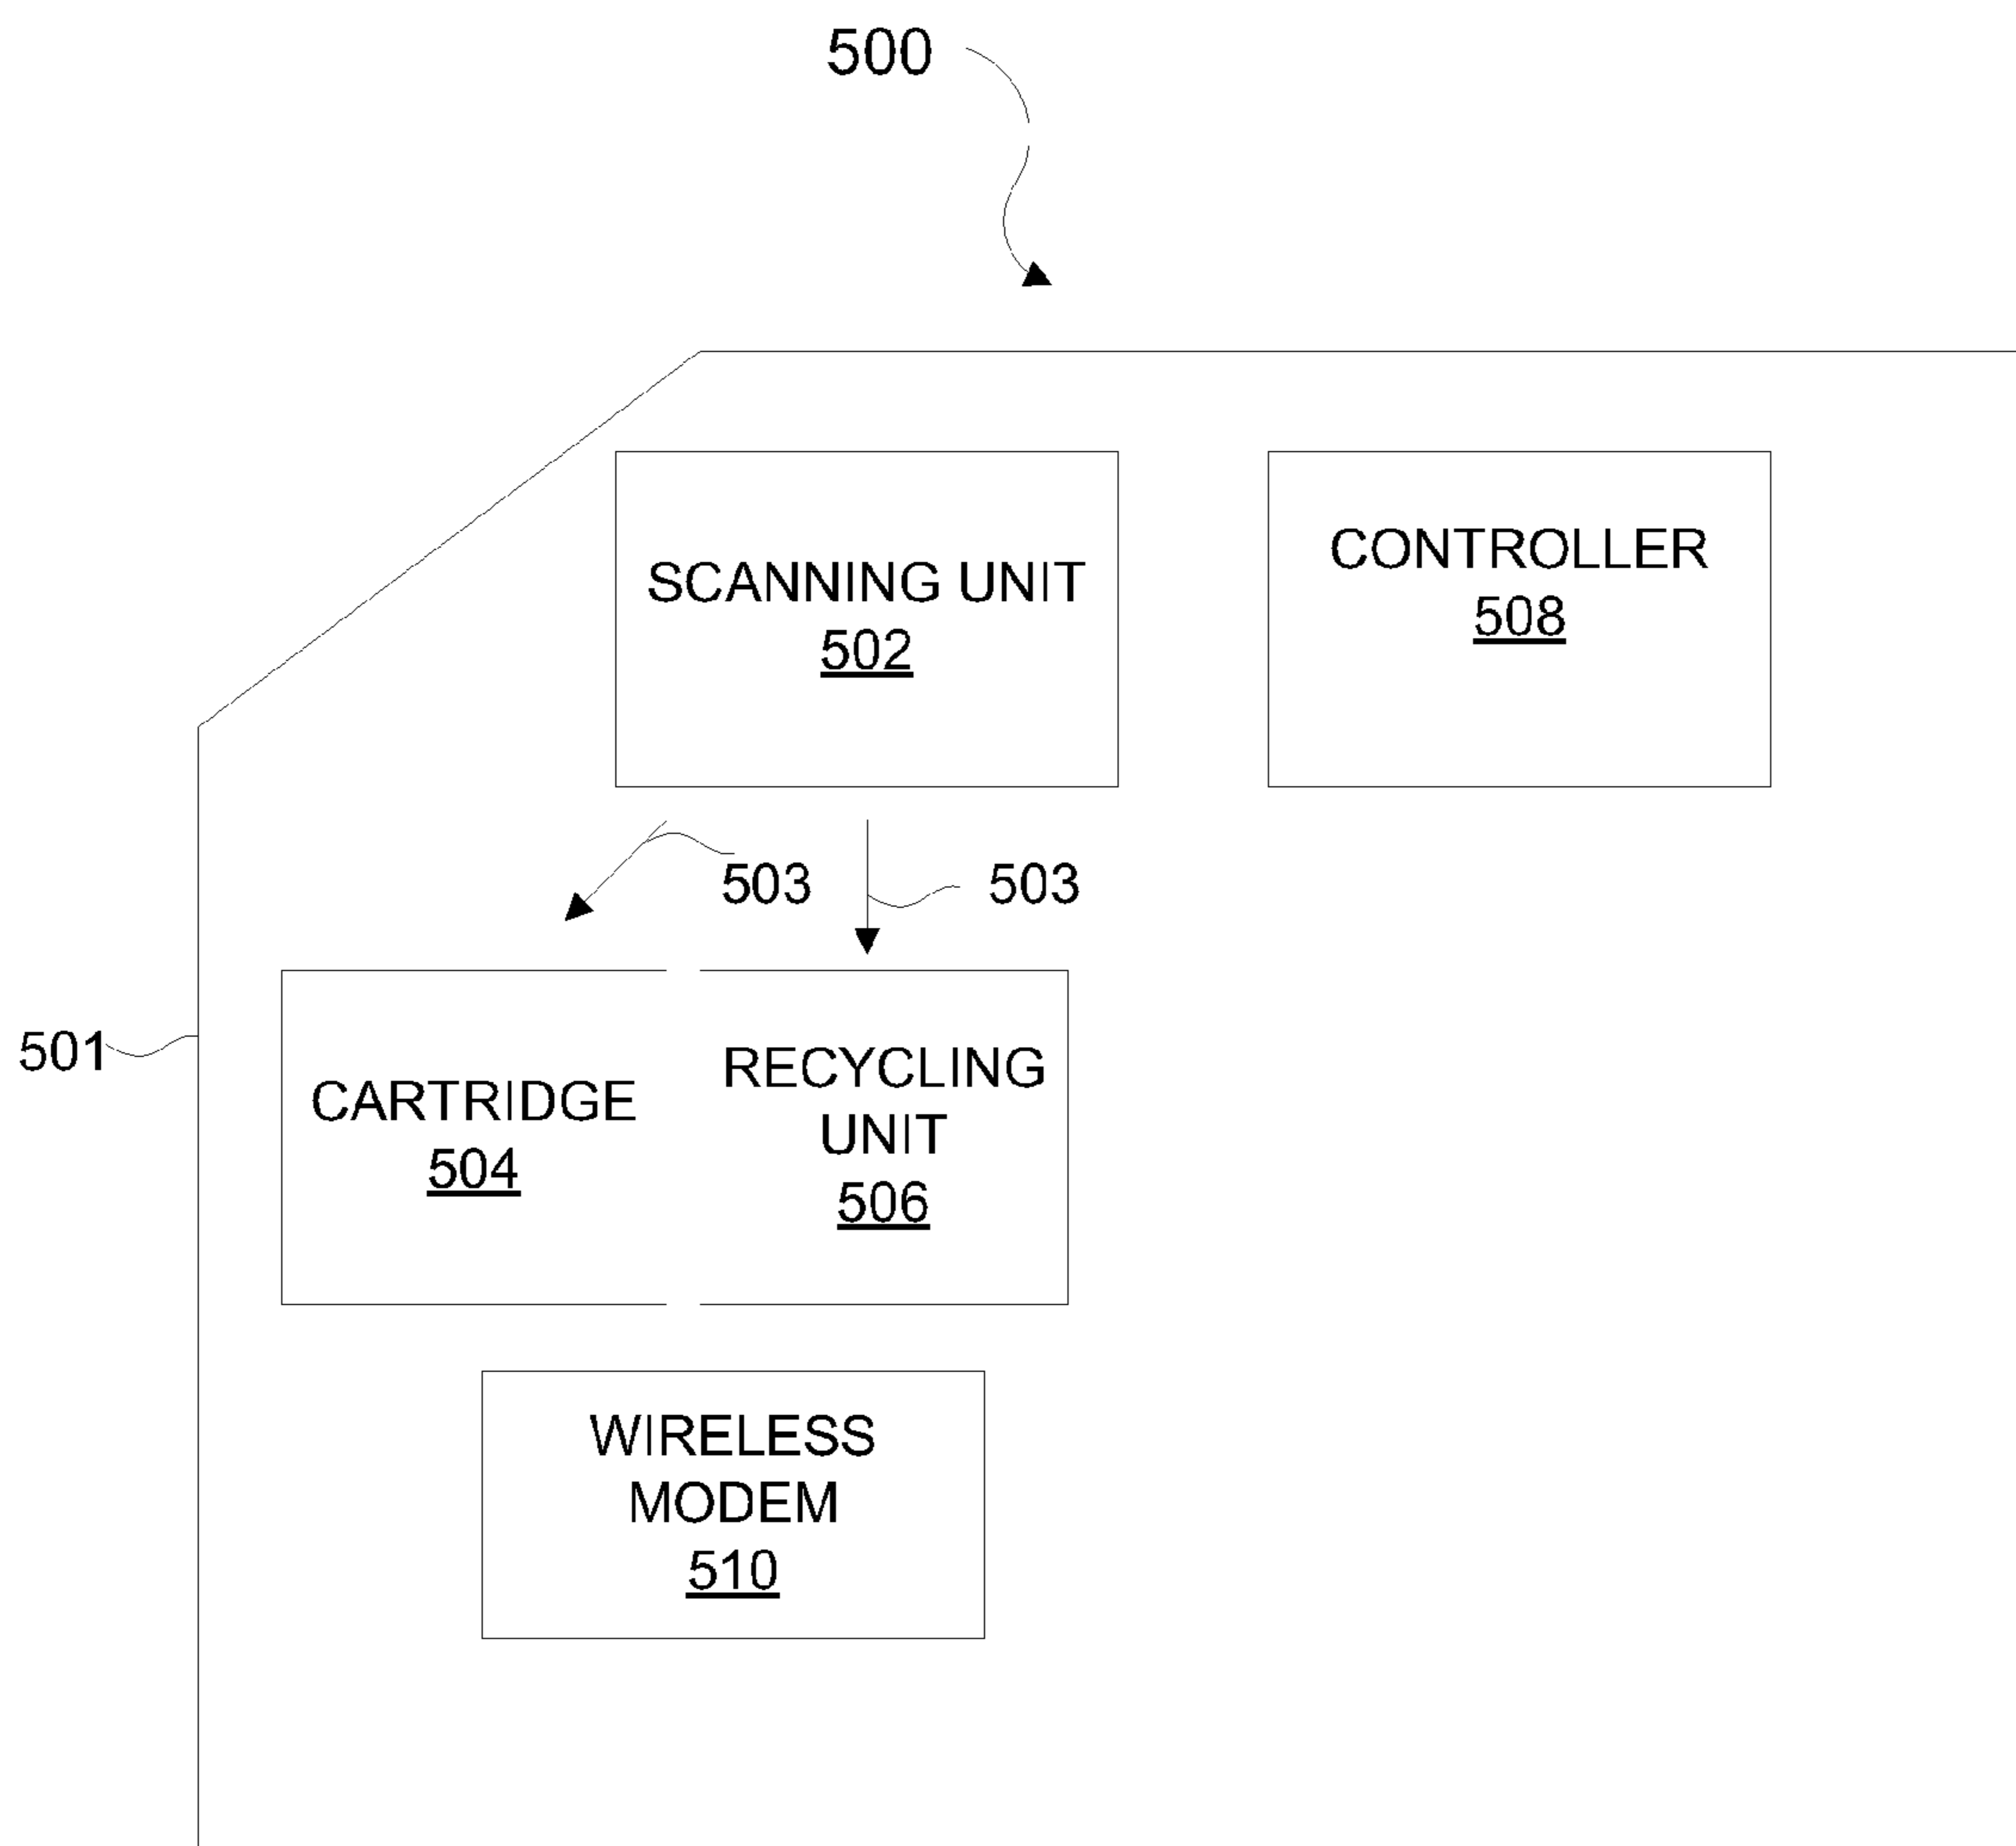 500
SCANNING UNIT
502
CONTROLLER
508
503
503
501
CARTRIDGE
504
RECYCLING
UNIT
506
WIRELESS
MODEM
510